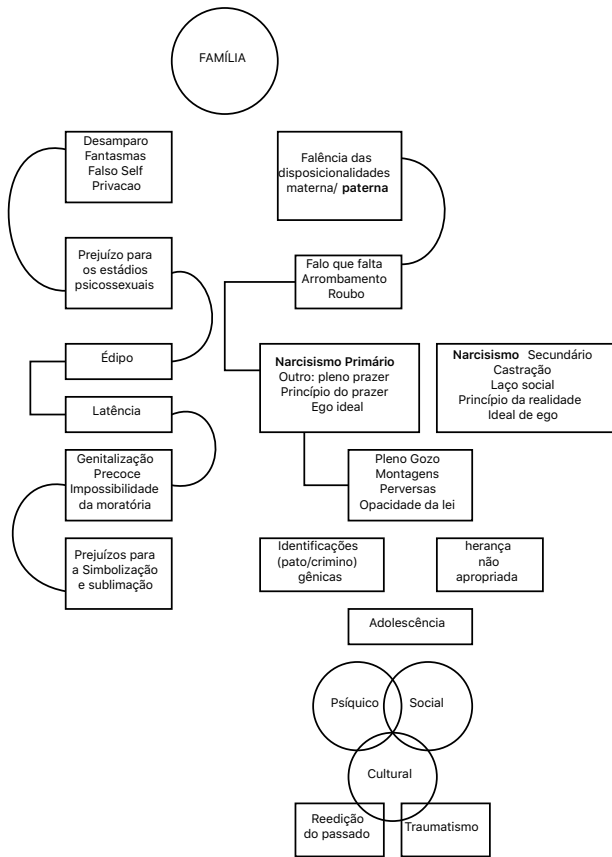 FAMÍLIA
Desamparo
Fantasmas
Falso Self
Privacao
Falência das
disposicionalidades
materna/ paterna
Prejuízo para
os estádios
psicossexuais
Falo que falta
Arrombamento
Roubo
Édipo
Latência
Narcisismo Primário
Outro: pleno prazer
Princípio do prazer
Ego ideal
Narcisismo Secundário
Castração
Laço social
Princípio da realidade
Ideal de ego
Genitalização
Precoce
Impossibilidade
da moratória
Pleno Gozo
Montagens
Perversas
Opacidade da lei
Prejuízos para
a Simbolização
e sublimação
Identificações
(pato/crimino)
gênicas
herança
não
apropriada
Adolescência
Psíquico
Social
Cultural
Reedição
do passado
Traumatismo